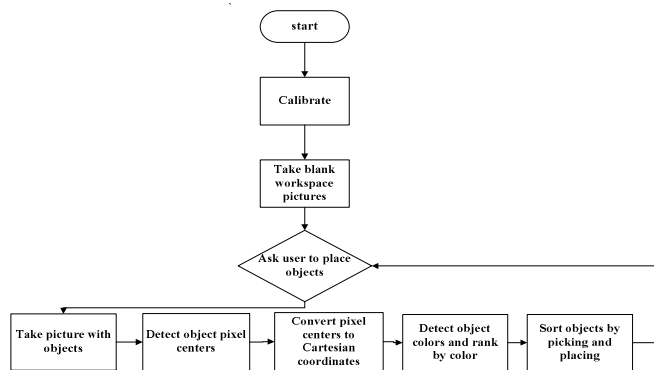 start
Calibrate
Take blank
workspace
pictures
Ask user to place
objects
Take picture with
objects
Detect object pixel
centers
Convert pixel
centers to
Cartesian
coordinates
Detect object
colors and rank
by color
Sort objects by
picking and
placing